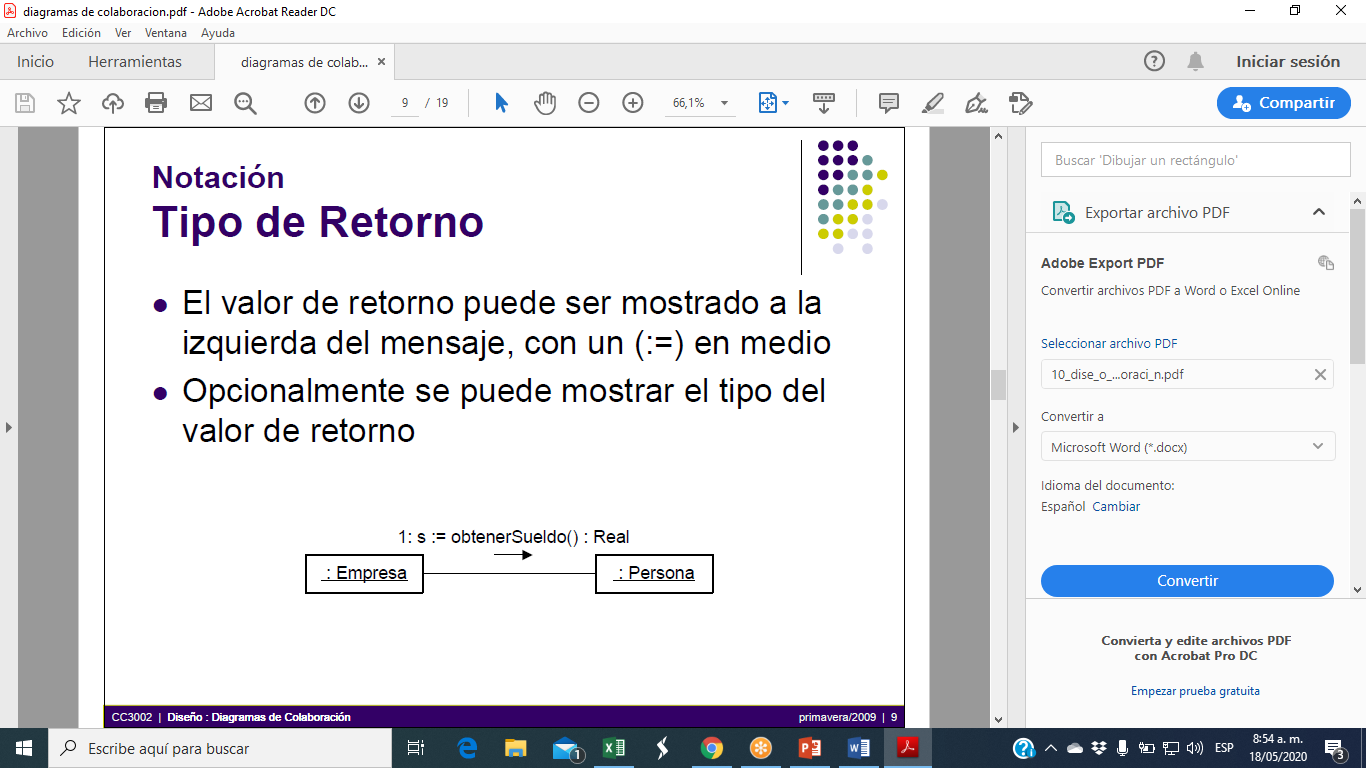 diagramas de colaboracion.pdf - Adobe Acrobat Reader DC
Archivo Edición Ver Ventana Ayuda
Inicio Herramientas diagramas de colab... × Iniciar sesión
9 / 19 66,1% Compartir
Notación
Tipo de Retorno
El valor de retorno puede ser mostrado a la
izquierda del mensaje, con un (:=) en medio
Opcionalmente se puede mostrar el tipo del
valor de retorno
1: s := obtenerSueldo() : Real
: Empresa : Persona
CC3002 | Diseño : Diagramas de Colaboración primavera/2009 | 9
Buscar 'Dibujar un rectángulo'
Exportar archivo PDF
Adobe Export PDF
Convertir archivos PDF a Word o Excel Online
Seleccionar archivo PDF
10_dise_o_...oraci_n.pdf
Convertir a
Microsoft Word (*.docx)
Idioma del documento:
Español Cambiar
Convertir
Convierta y edite archivos PDF
con Acrobat Pro DC
Empezar prueba gratuita
Escribe aquí para buscar
1
ESP
8:54 a. m.
18/05/2020
3